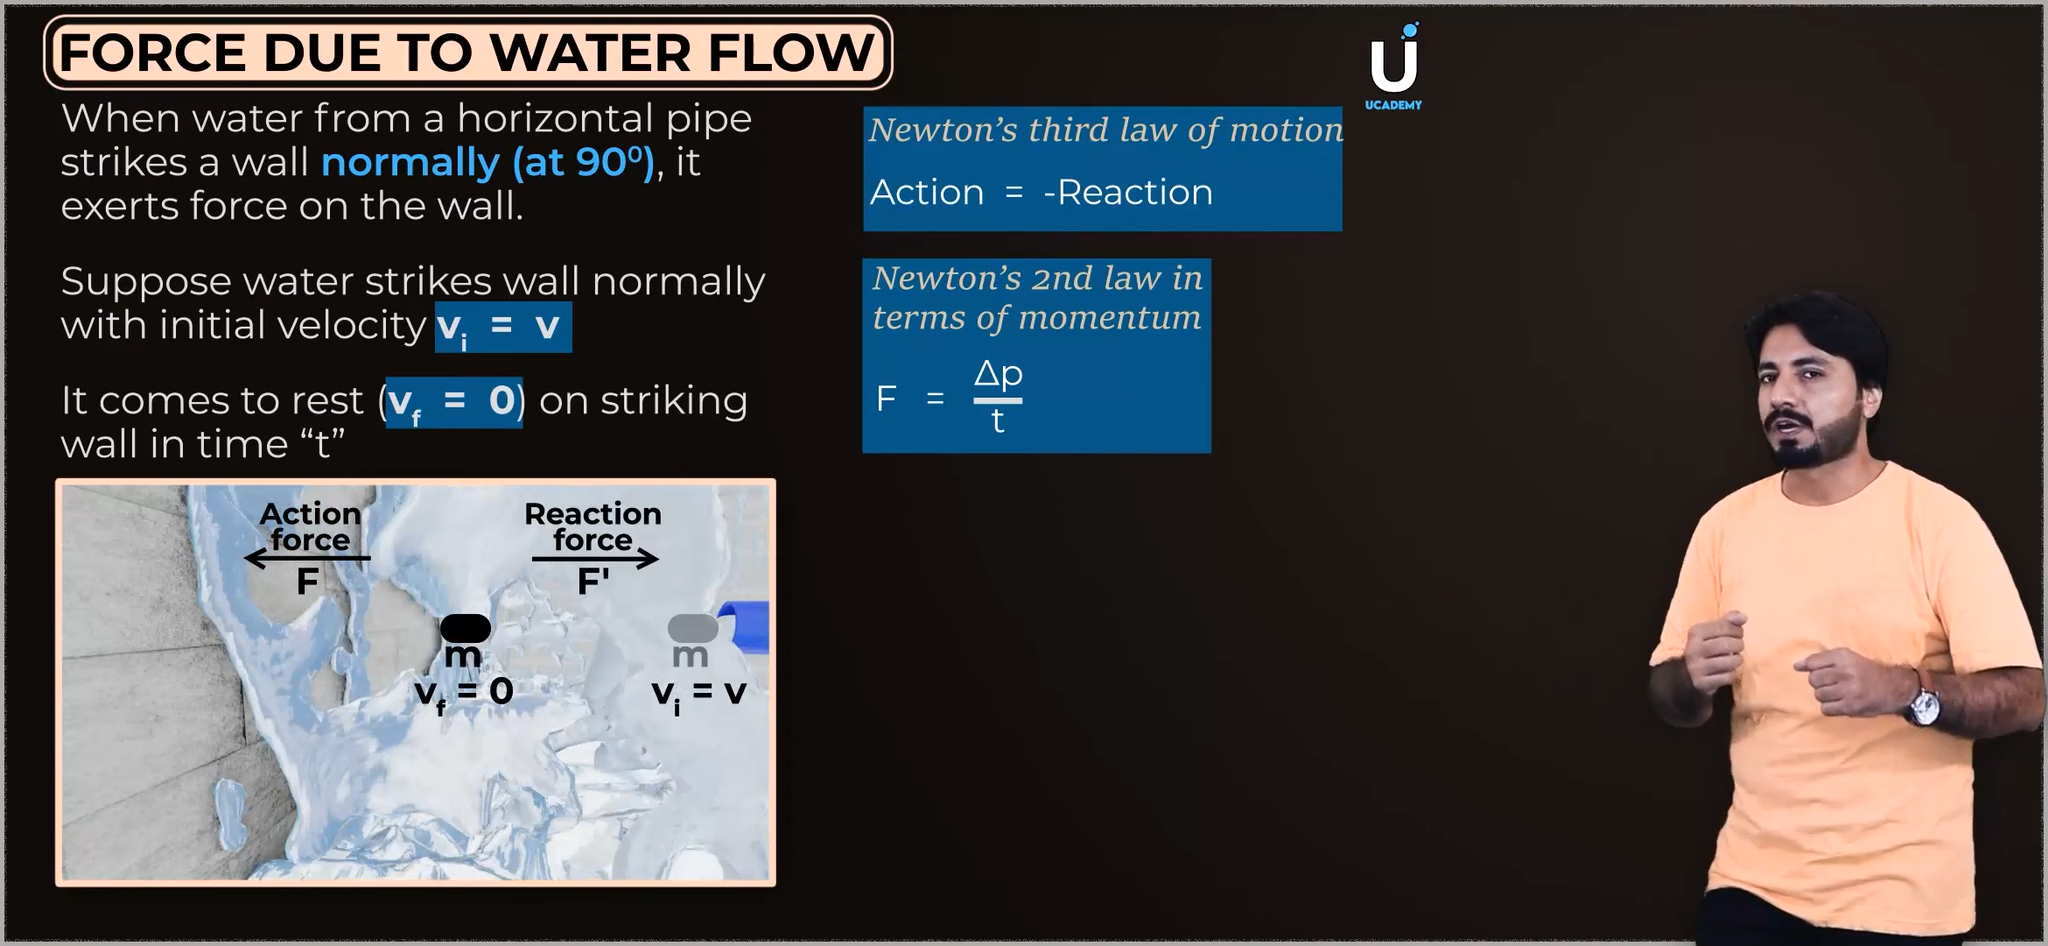 FORCE DUE TO WATER FLOW
When water from a horizontal pipe
strikes a wall normally (at 90⁰), it
exerts force on the wall.
Suppose water strikes wall normally
with initial velocity vᵢ = v
It comes to rest (v_f = 0) on striking
wall in time “t”
Action
force
F
Reaction
force
F'
m
v_f = 0
m
vᵢ = v
Newton’s third law of motion
Action = -Reaction
Newton’s 2nd law in
terms of momentum
F = Δp/t
U
UCADEMY